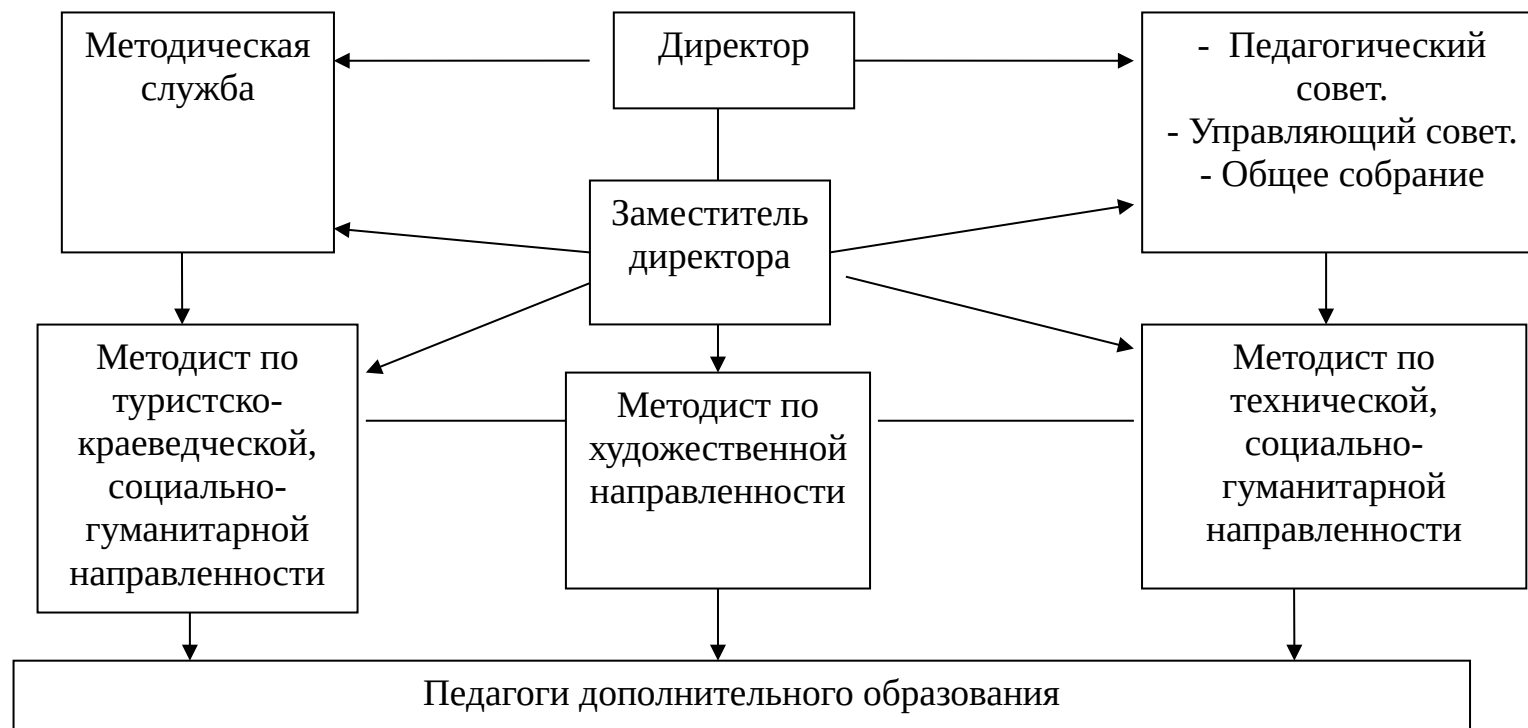 Методическая
служба
Директор
- Педагогический
совет.
- Управляющий совет.
- Общее собрание
Заместитель
директора
Методист по
туристско-
краеведческой,
социально-
гуманитарной
направленности
Методист по
художественной
направленности
Методист по
технической,
социально-
гуманитарной
направленности
Педагоги дополнительного образования